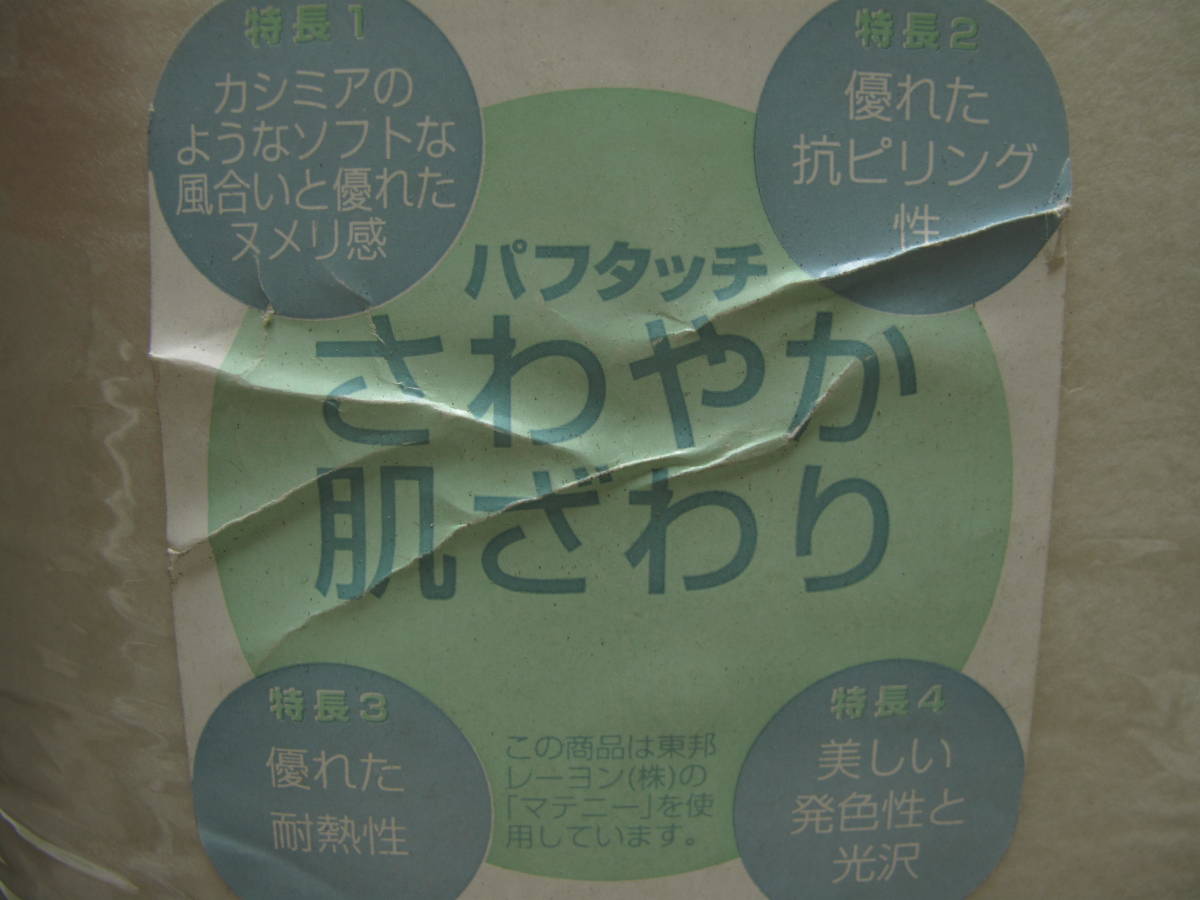 特長1
カシミアの
ようなソフトな
風合いと優れた
ヌメリ感
特長2
優れた
抗ピリング
性
パフタッチ
さわやか
肌ざわり
特長3
優れた
耐熱性
この商品は東邦
レーヨン(株)の
「マテニー」を使
用しています。
特長4
美しい
発色性と
光沢